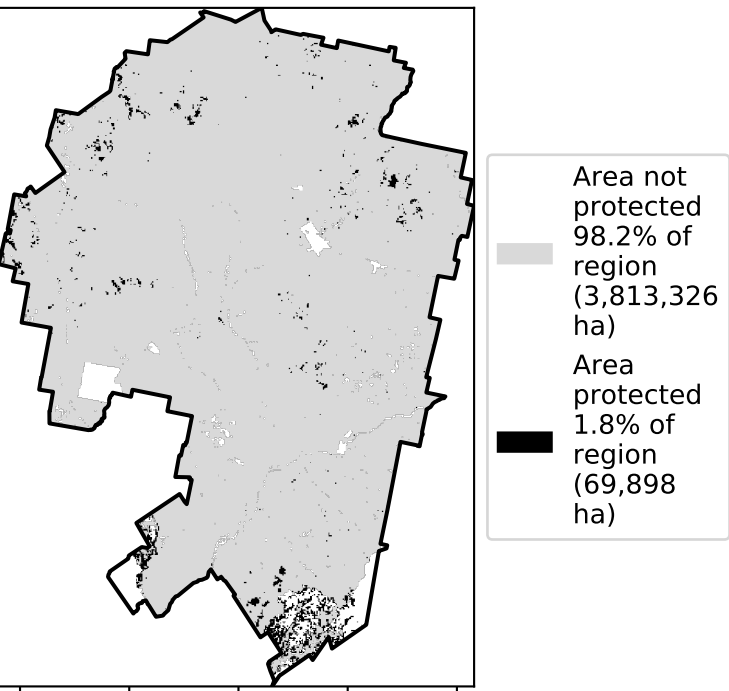 Area not
protected
98.2% of
region
(3,813,326
ha)
Area
protected
1.8% of
region
(69,898
ha)